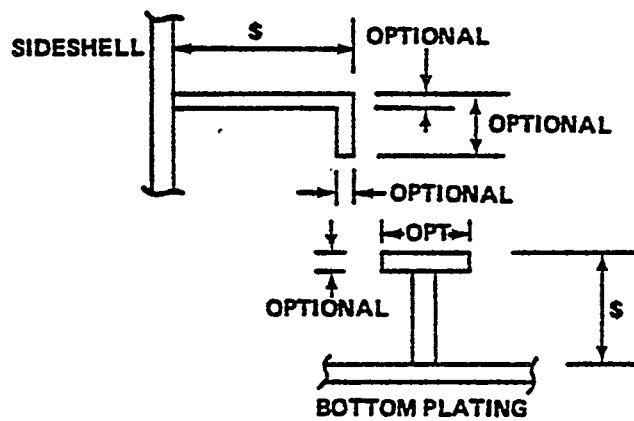 SIDESHELL
$
OPTIONAL
OPTIONAL
OPTIONAL
OPT
OPTIONAL
$
BOTTOM PLATING